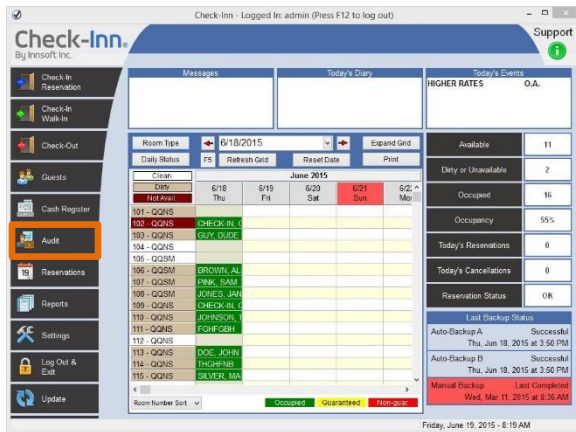 Check-Inn - Logged In: admin (Press F12 to log out)
Check-Inn®
By Innsoft Inc.
Support
Check-In
Reservation
Check-In
Walk-In
Check-Out
Guests
Cash Register
Audit
Reservations
19
Reports
Settings
Log Out &
Exit
Update
Messages
Today's Diary
Today's Events
HIGHER RATES O.A.
Room Type 6/18/2015 Expand Grid
Daily Status F5 Refresh Grid Reset Date Print
Clean June 2015
Dirty 6/18 6/19 6/20 6/21
Not Avail. Thu Fri Sat Sun
101 - QQNS
102 - QQNS CHECK-IN,
103 - QQNS GUY, DUDE
104 - QQNS
105 - QQSM
106 - QQSM BROWN, AL
107 - QQSM PINK, SAM
108 - QQSM JONES, JAN
109 - QQNS CHECK-IN,
110 - QQNS JOHNSON,
111 - QQNS FGHFGBH
112 - QQNS
113 - QQNS DOE, JOHN
114 - QQNS THGHFNB
115 - QQNS SILVER, MA
Room Number Sort Occupied Guaranteed Non-guar.
Available 11
Dirty or Unavailable 2
Occupied 16
Occupancy 55%
Today's Reservations 0
Today's Cancellations 0
Reservation Status OK
Last Backup Status
Auto-Backup A Successful
Thu, Jun 18, 2015 at 3:50 PM
Auto-Backup B Successful
Thu, Jun 18, 2015 at 3:50 PM
Manual Backup Last Completed
Wed, Mar 11, 2015 at 8:36 AM
Friday, June 19, 2015 - 8:19 AM